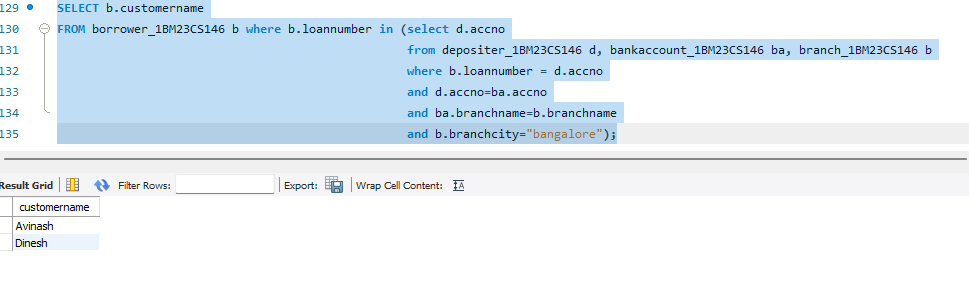 129 SELECT b.customername
130 FROM borrower_1BM23CS146 b where b.loannumber in (select d.accno
131 from depositer_1BM23CS146 d, bankaccount_1BM23CS146 ba, branch_1BM23CS146 b
132 where b.loannumber = d.accno
133 and d.accno=ba.accno
134 and ba.branchname=b.branchname
135 and b.branchcity="bangalore");
Result Grid Filter Rows: Export: Wrap Cell Content:
customername
Avinash
Dinesh